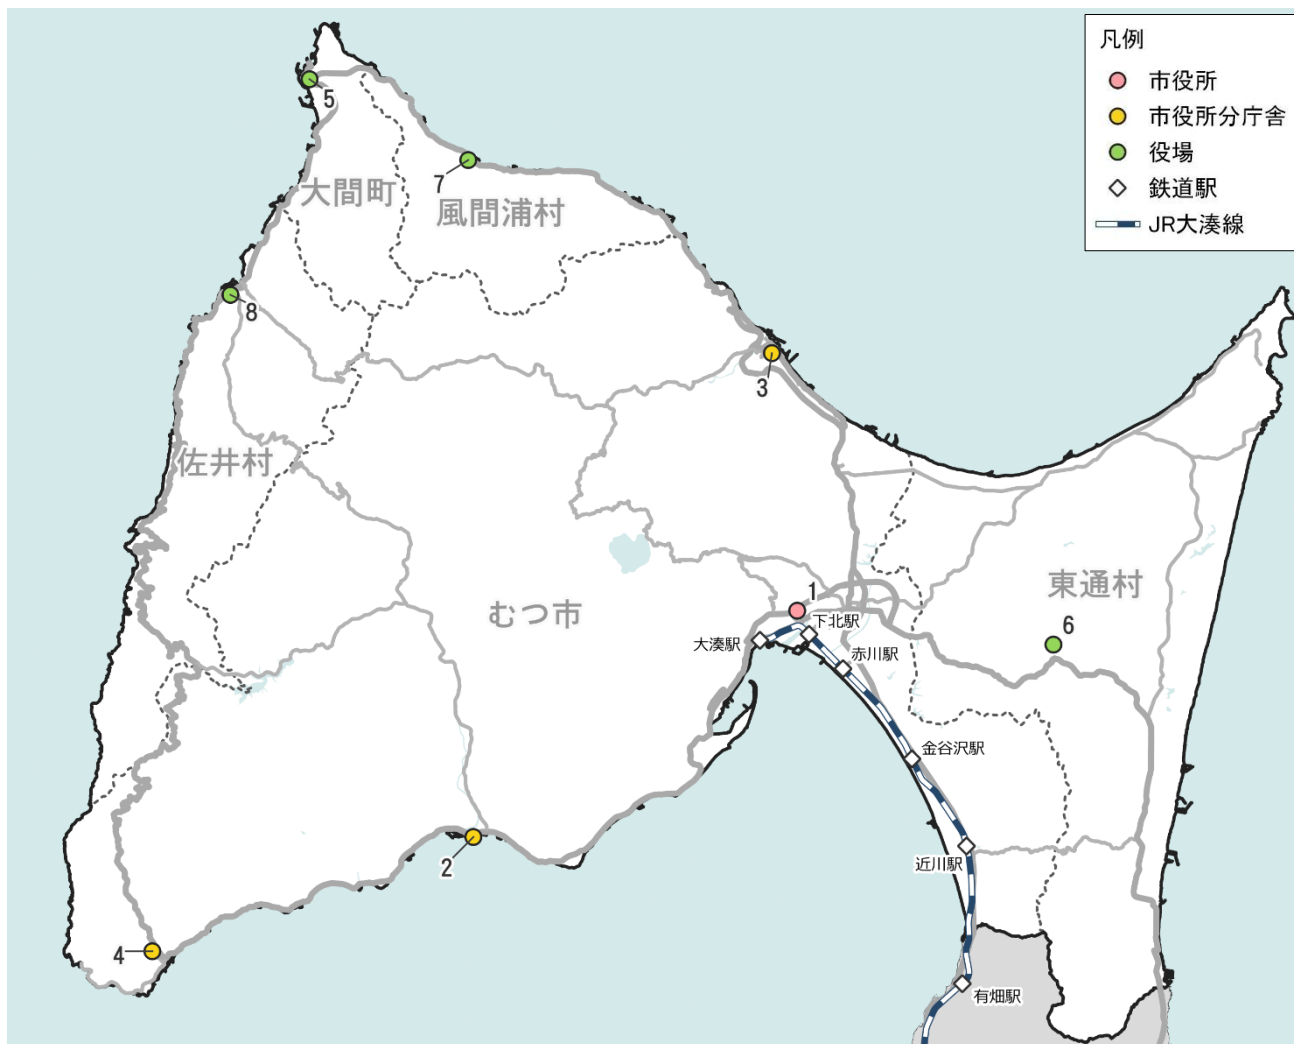 凡例
市役所
市役所分庁舎
役場
鉄道駅
JR大湊線
5
7
大間町
風間浦村
8
3
佐井村
東通村
1
むつ市
下北駅
6
大湊駅
赤川駅
金谷沢駅
2
近川駅
4
有畑駅